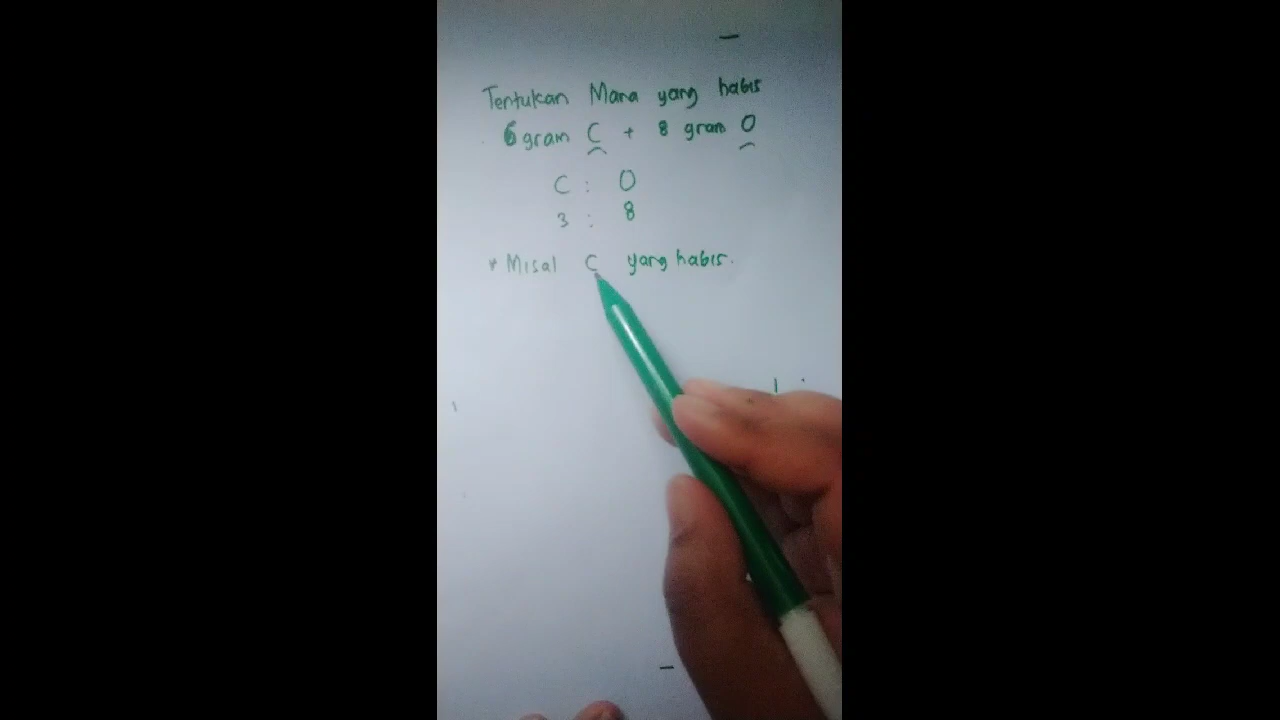 Tentukan Mana yang habis
6 gram C + 8 gram O
C : O
3 : 8
* Misal C yang habis.